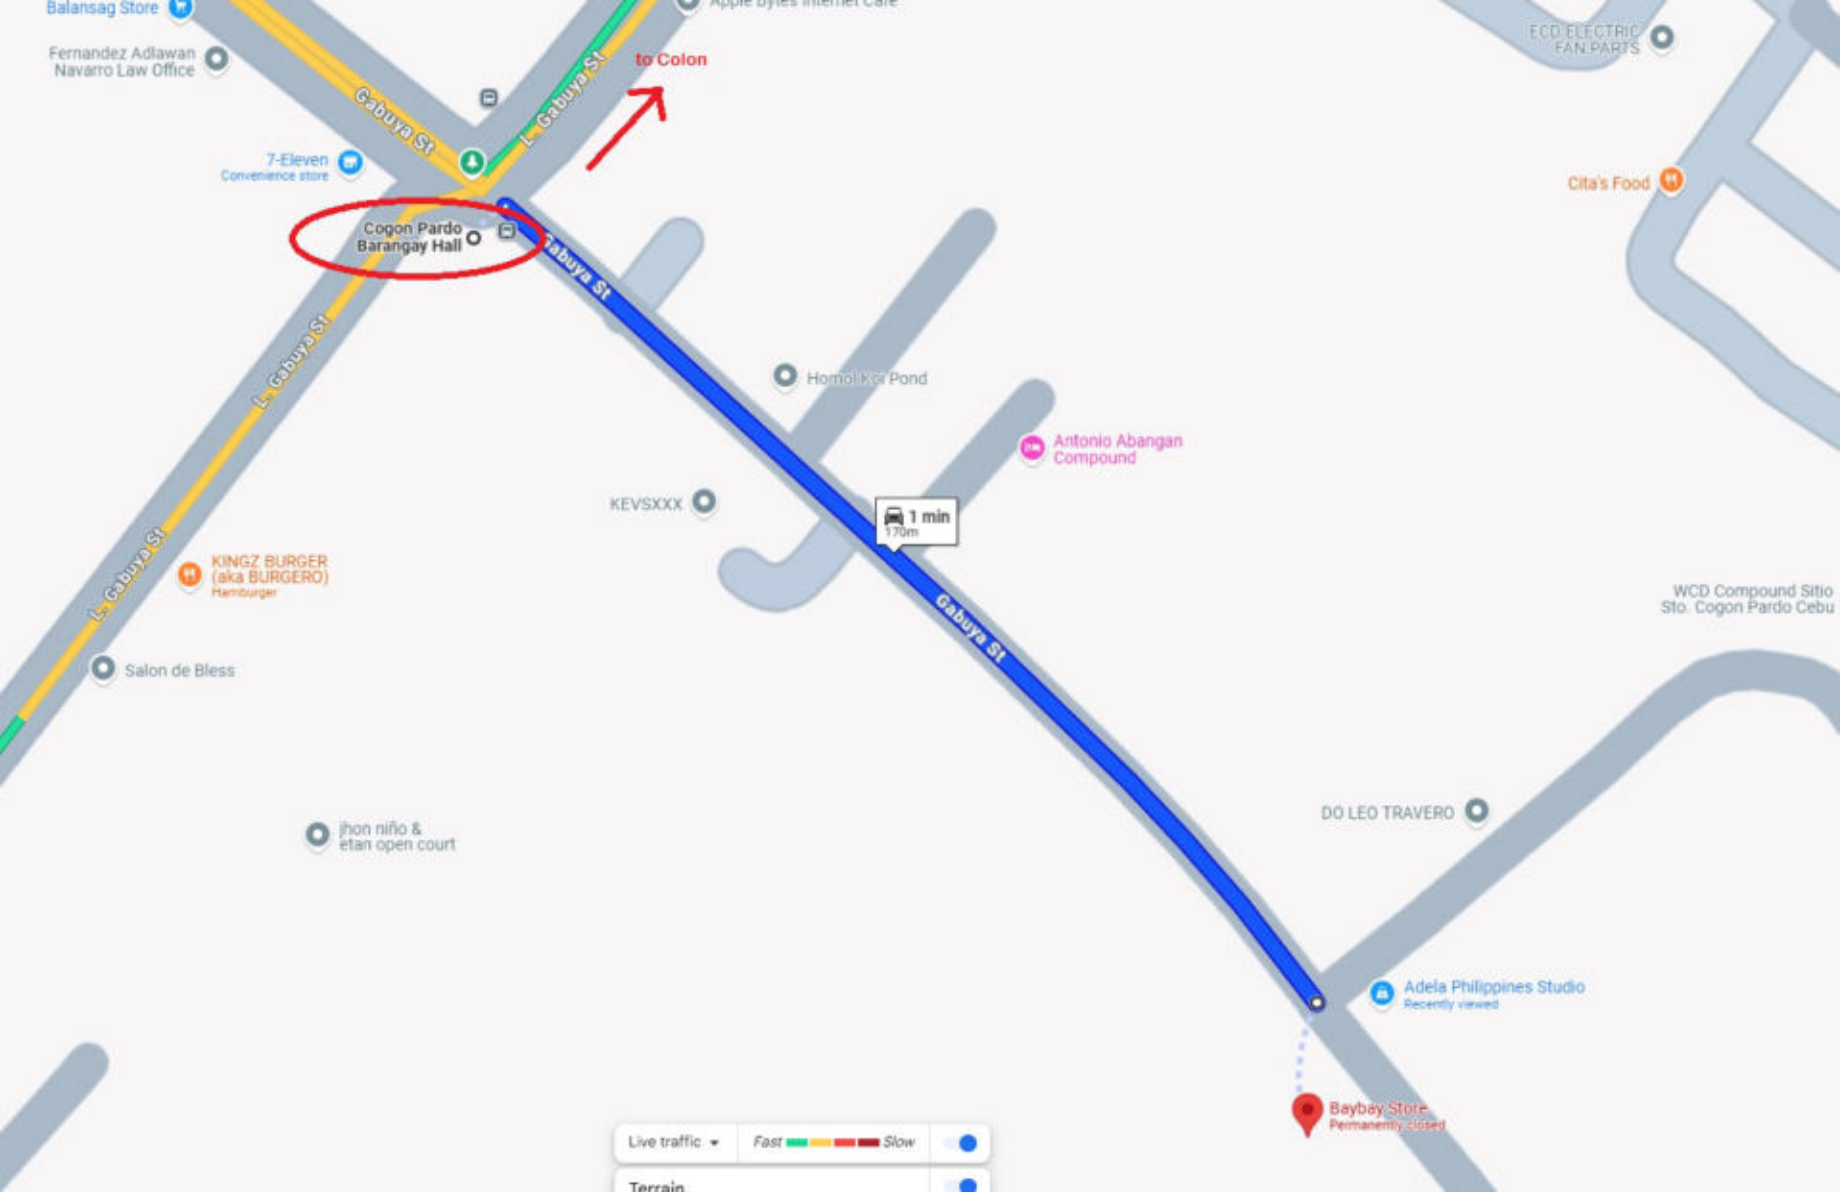 Balansag Store
Apple Bytes Internet Cafe
Fernandez Adlawan
Navarro Law Office
to Colon
ECD ELECTRIC
FAN PARTS
Gabuya St
L. Gabuya St
7-Eleven
Convenience store
Cita's Food
Cogon Pardo
Barangay Hall
Gabuya St
L. Gabuya St
Homol Koi Pond
Antonio Abangan
Compound
KEVSXXX
1 min
170m
L. Gabuya St
KINGZ BURGER
(aka BURGERO)
Hamburger
Gabuya St
WCD Compound Sitio
Sto. Cogon Pardo Cebu
Salon de Bless
DO LEO TRAVERO
jhon niño &
etan open court
Adela Philippines Studio
Recently viewed
Baybay Store
Permanently closed
Live traffic
Fast
Slow
Terrain